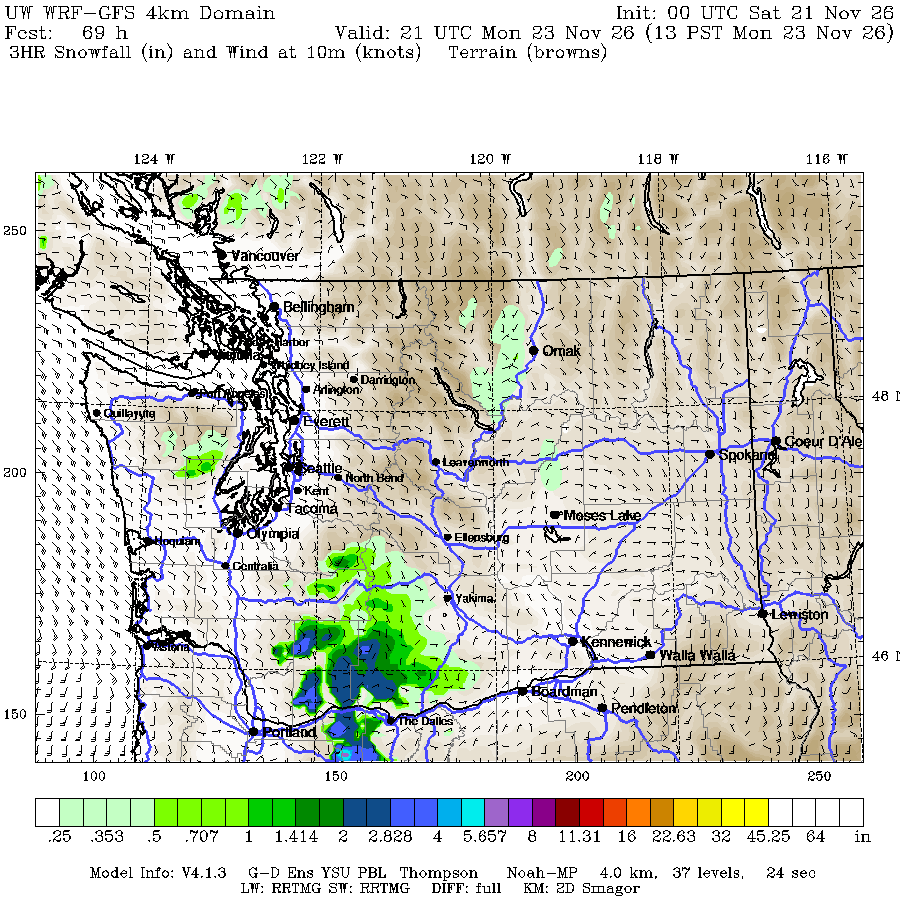 UW WRF-GFS 4km Domain Init: 00 UTC Sat 21 Nov 26
Fcst: 69 h Valid: 21 UTC Mon 23 Nov 26 (13 PST Mon 23 Nov 26)
3HR Snowfall (in) and Wind at 10m (knots) Terrain (browns)
124 W 122 W 120 W 118 W 116 W
250
Vancouver
Bellingham
Harbor
Omak
Whidbey Island
Darrington
Arlington
Port Angeles
48 N
Quillayute
Everett
Coeur D'Ale
Spokane
Leavenworth
200
Seattle
North Bend
Kent
Tacoma
Moses Lake
Olympia
Hoquiam
Ellensburg
Centralia
Yakima
Lewiston
Astoria
Kennewick
Walla Walla
46 N
Boardman
Pendleton
150
The Dalles
Portland
100 150 200 250
.25 .353 .5 .707 1 1.414 2 2.828 4 5.657 8 11.31 16 22.63 32 45.25 64 in
Model Info: V4.1.3 G-D Ens YSU PBL Thompson Noah-MP 4.0 km, 37 levels, 24 sec
LW: RRTMG SW: RRTMG DIFF: full KM: 2D Smagor